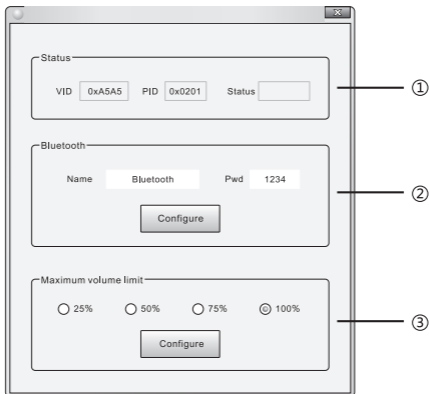 Status
VID 0xA5A5 PID 0x0201 Status
①
Bluetooth
Name Bluetooth Pwd 1234
②
Configure
Maximum volume limit
25% 50% 75% 100%
③
Configure